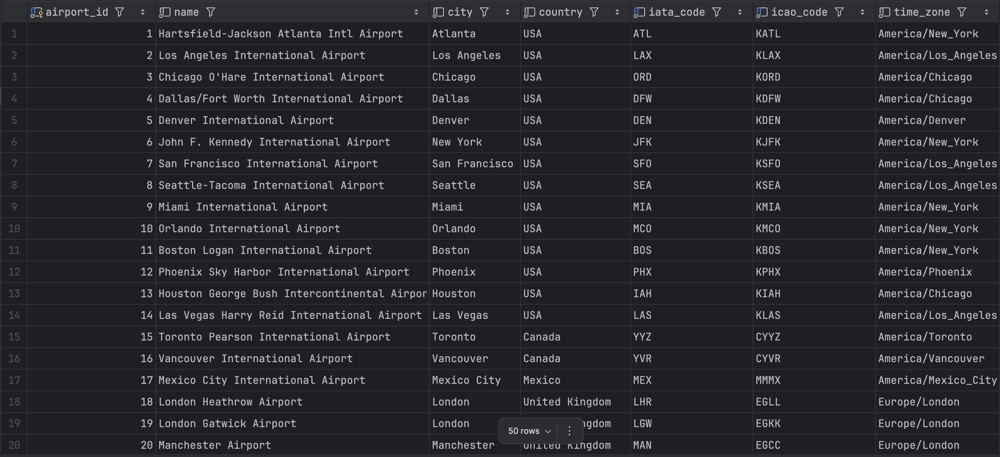 airport_id name city country iata_code icao_code time_zone
1 1 Hartsfield-Jackson Atlanta Intl Airport Atlanta USA ATL KATL America/New_York
2 2 Los Angeles International Airport Los Angeles USA LAX KLAX America/Los_Angeles
3 3 Chicago O'Hare International Airport Chicago USA ORD KORD America/Chicago
4 4 Dallas/Fort Worth International Airport Dallas USA DFW KDFW America/Chicago
5 5 Denver International Airport Denver USA DEN KDEN America/Denver
6 6 John F. Kennedy International Airport New York USA JFK KJFK America/New_York
7 7 San Francisco International Airport San Francisco USA SFO KSFO America/Los_Angeles
8 8 Seattle-Tacoma International Airport Seattle USA SEA KSEA America/Los_Angeles
9 9 Miami International Airport Miami USA MIA KMIA America/New_York
10 10 Orlando International Airport Orlando USA MCO KMCO America/New_York
11 11 Boston Logan International Airport Boston USA BOS KBOS America/New_York
12 12 Phoenix Sky Harbor International Airport Phoenix USA PHX KPHX America/Phoenix
13 13 Houston George Bush Intercontinental Airpor Houston USA IAH KIAH America/Chicago
14 14 Las Vegas Harry Reid International Airport Las Vegas USA LAS KLAS America/Los_Angeles
15 15 Toronto Pearson International Airport Toronto Canada YYZ CYYZ America/Toronto
16 16 Vancouver International Airport Vancouver Canada YVR CYVR America/Vancouver
17 17 Mexico City International Airport Mexico City Mexico MEX MMMX America/Mexico_City
18 18 London Heathrow Airport London United Kingdom LHR EGLL Europe/London
19 19 London Gatwick Airport London ngdom LGW EGKK Europe/London
50 rows
20 20 Manchester Airport Manchester United Kingdom MAN EGCC Europe/London